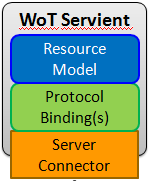 WoT Servient
Resource
Model
Protocol
Binding(s)
Server
Connector